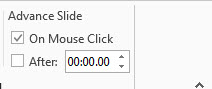 Advance Slide
On Mouse Click
After: 00:00.00